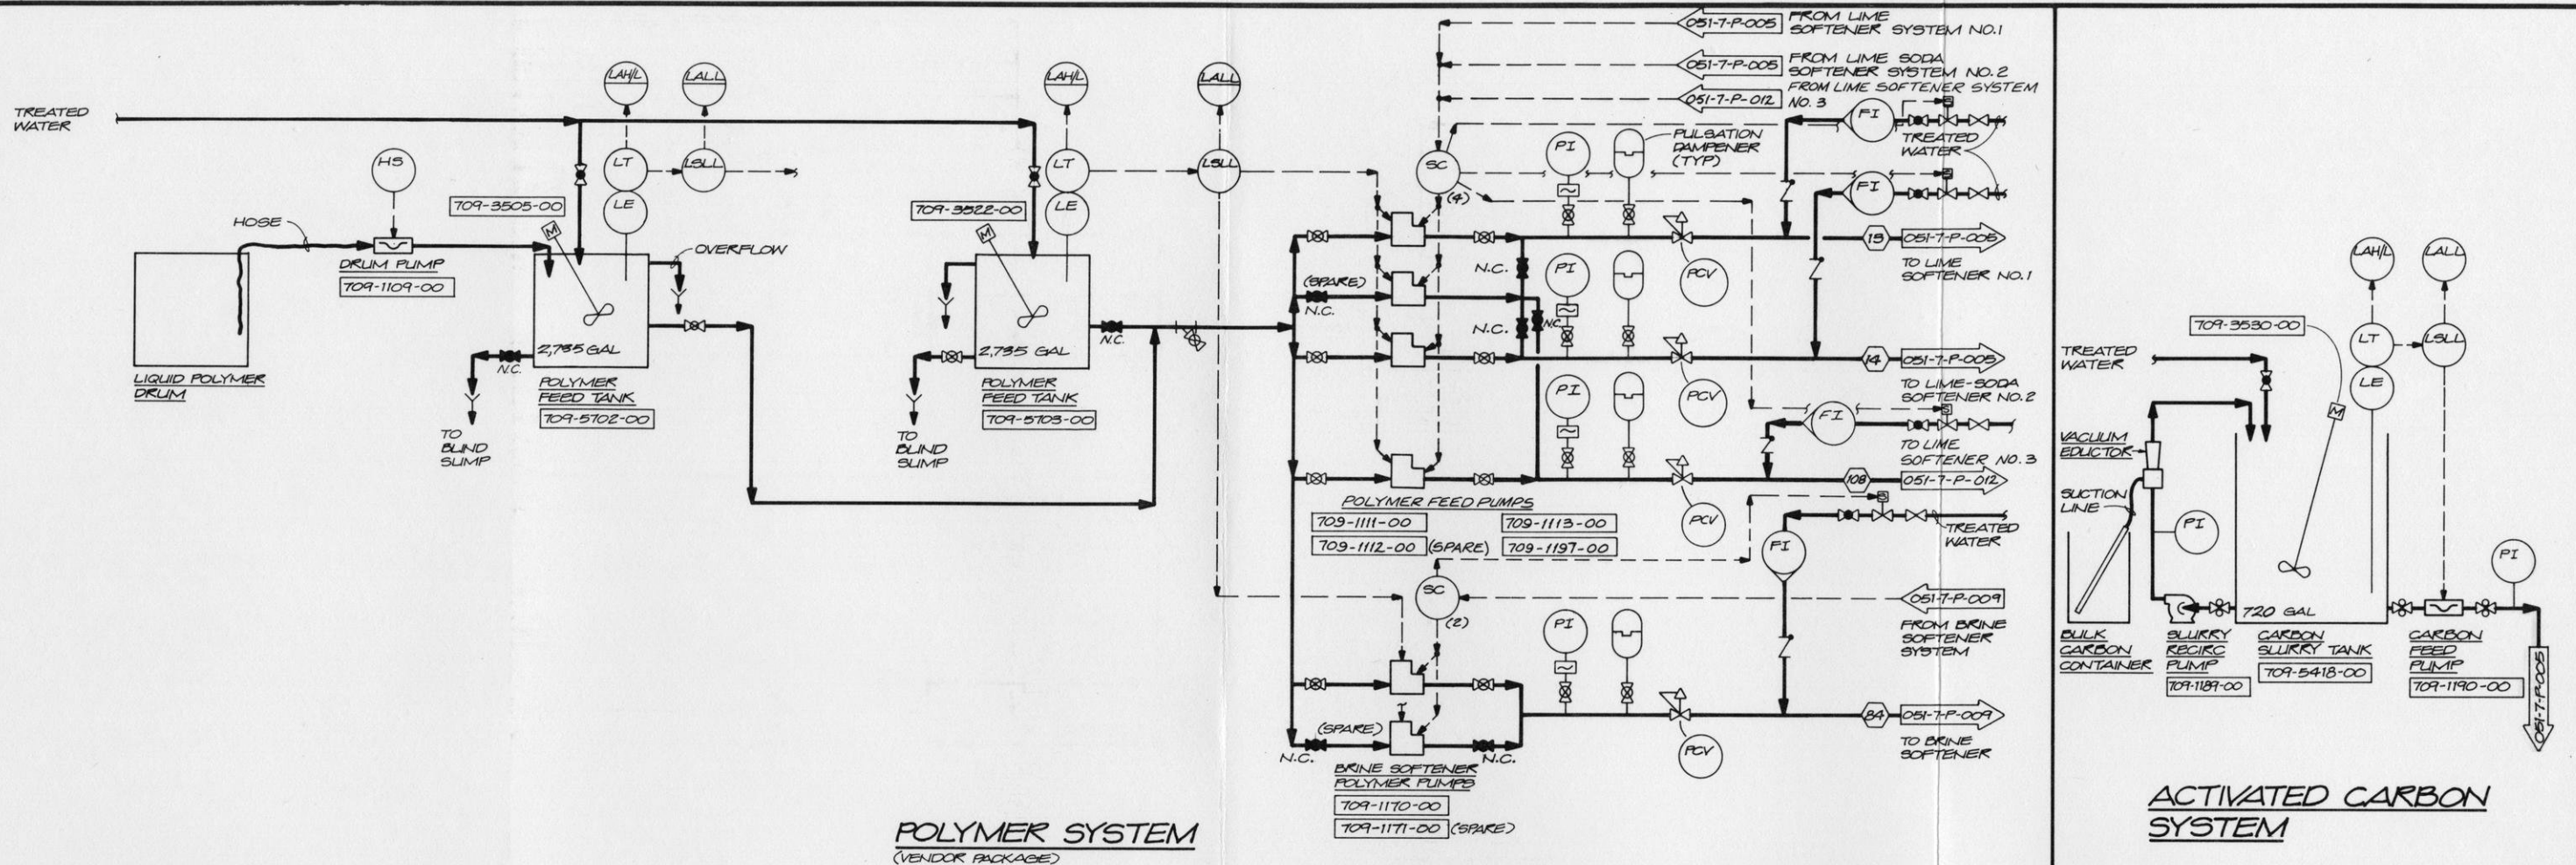 TREATED
WATER
HS
HOSE
DRUM PUMP
709-1109-00
LIQUID POLYMER
DRUM
LAH/L
LALL
LT
LSLL
LE
709-3505-00
M
OVERFLOW
2,735 GAL
N.C.
POLYMER
FEED TANK
709-5702-00
TO
BLIND
SUMP
LAH/L
LALL
LT
LSLL
LE
709-3522-00
M
2,735 GAL
N.C.
POLYMER
FEED TANK
709-5703-00
TO
BLIND
SUMP
051-7-P-005
FROM LIME
SOFTENER SYSTEM NO.1
051-7-P-005
FROM LIME SODA
SOFTENER SYSTEM NO. 2
051-7-P-012
FROM LIME SOFTENER SYSTEM
NO. 3
SC
(4)
PI
PULSATION
DAMPENER
(TYP)
FI
S
TREATED
WATER
FI
S
15
051-7-P-005
TO LIME
SOFTENER NO.1
(SPARE)
N.C.
N.C.
PI
PCV
N.C.
N.C.
14
051-7-P-005
TO LIME-SODA
SOFTENER NO.2
PI
PCV
FI
S
TO LIME
SOFTENER NO. 3
108
051-7-P-012
POLYMER FEED PUMPS
709-1111-00
709-1113-00
709-1112-00 (SPARE)
709-1197-00
PCV
S
TREATED
WATER
FI
SC
(2)
051-7-P-009
FROM BRINE
SOFTENER
SYSTEM
PI
84
051-7-P-009
TO BRINE
SOFTENER
(SPARE)
N.C.
N.C.
PCV
BRINE SOFTENER
POLYMER PUMPS
709-1170-00
709-1171-00 (SPARE)
POLYMER SYSTEM
(VENDOR PACKAGE)
LAH/L
LALL
709-3530-00
LT
LSLL
LE
M
TREATED
WATER
VACUUM
EDUCTOR
SUCTION
LINE
PI
PI
720 GAL
BULK
CARBON
CONTAINER
SLURRY
RECIRC
PUMP
709-1189-00
CARBON
SLURRY TANK
709-5418-00
CARBON
FEED
PUMP
709-1190-00
051-7-P-005
ACTIVATED CARBON
SYSTEM